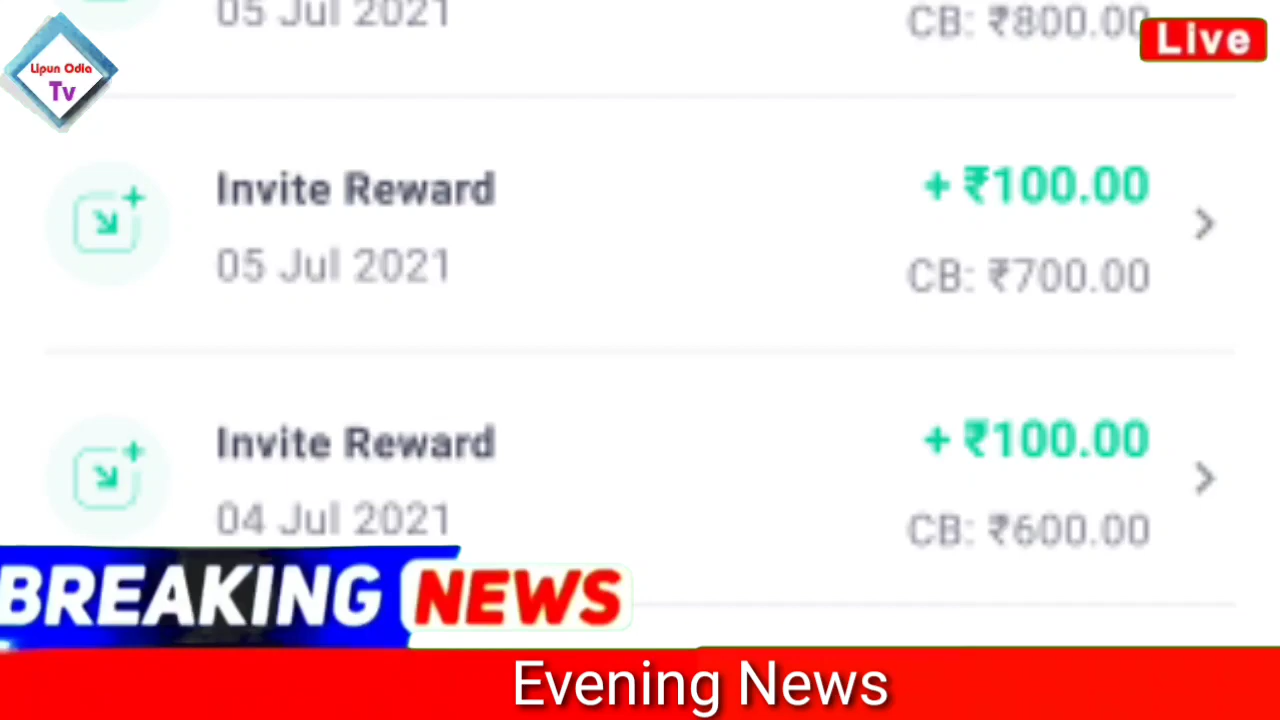 05 Jul 2021
CB: ₹800.00
Live
Lipun Odia
Tv
Invite Reward
+ ₹100.00
05 Jul 2021
CB: ₹700.00
Invite Reward
+ ₹100.00
04 Jul 2021
CB: ₹600.00
BREAKING NEWS
Evening News